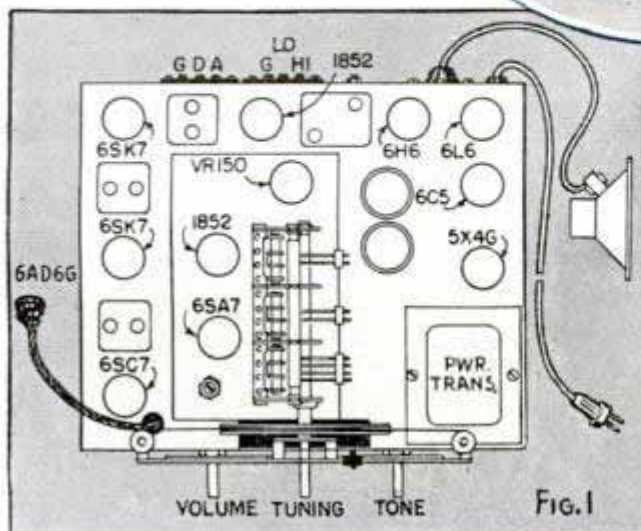 LO
G D A G HI 1852
6SK7
6H6
6L6
VR150
6C5
6SK7
1852
5X4G
6AD6G
6SA7
6SC7
PWR.
TRANS.
VOLUME TUNING TONE
FIG.1